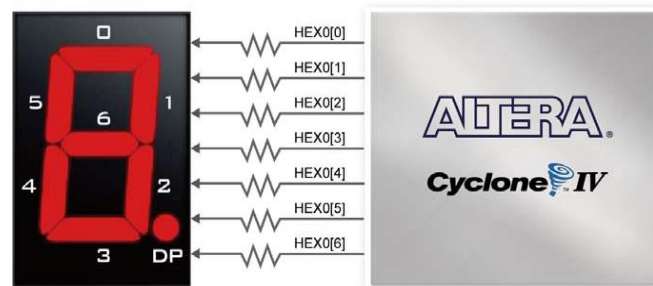 0
5
1
6
4
2
3
DP
HEX0[0]
HEX0[1]
HEX0[2]
HEX0[3]
HEX0[4]
HEX0[5]
HEX0[6]
ALTERA.
Cyclone IV